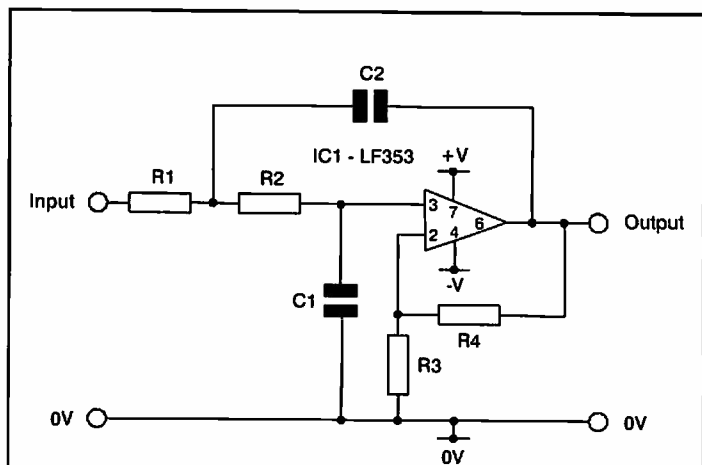 C2
IC1 - LF353
+V
R1
R2
Input
3
7
6
Output
2
4
-V
C1
R4
R3
0V
0V
0V